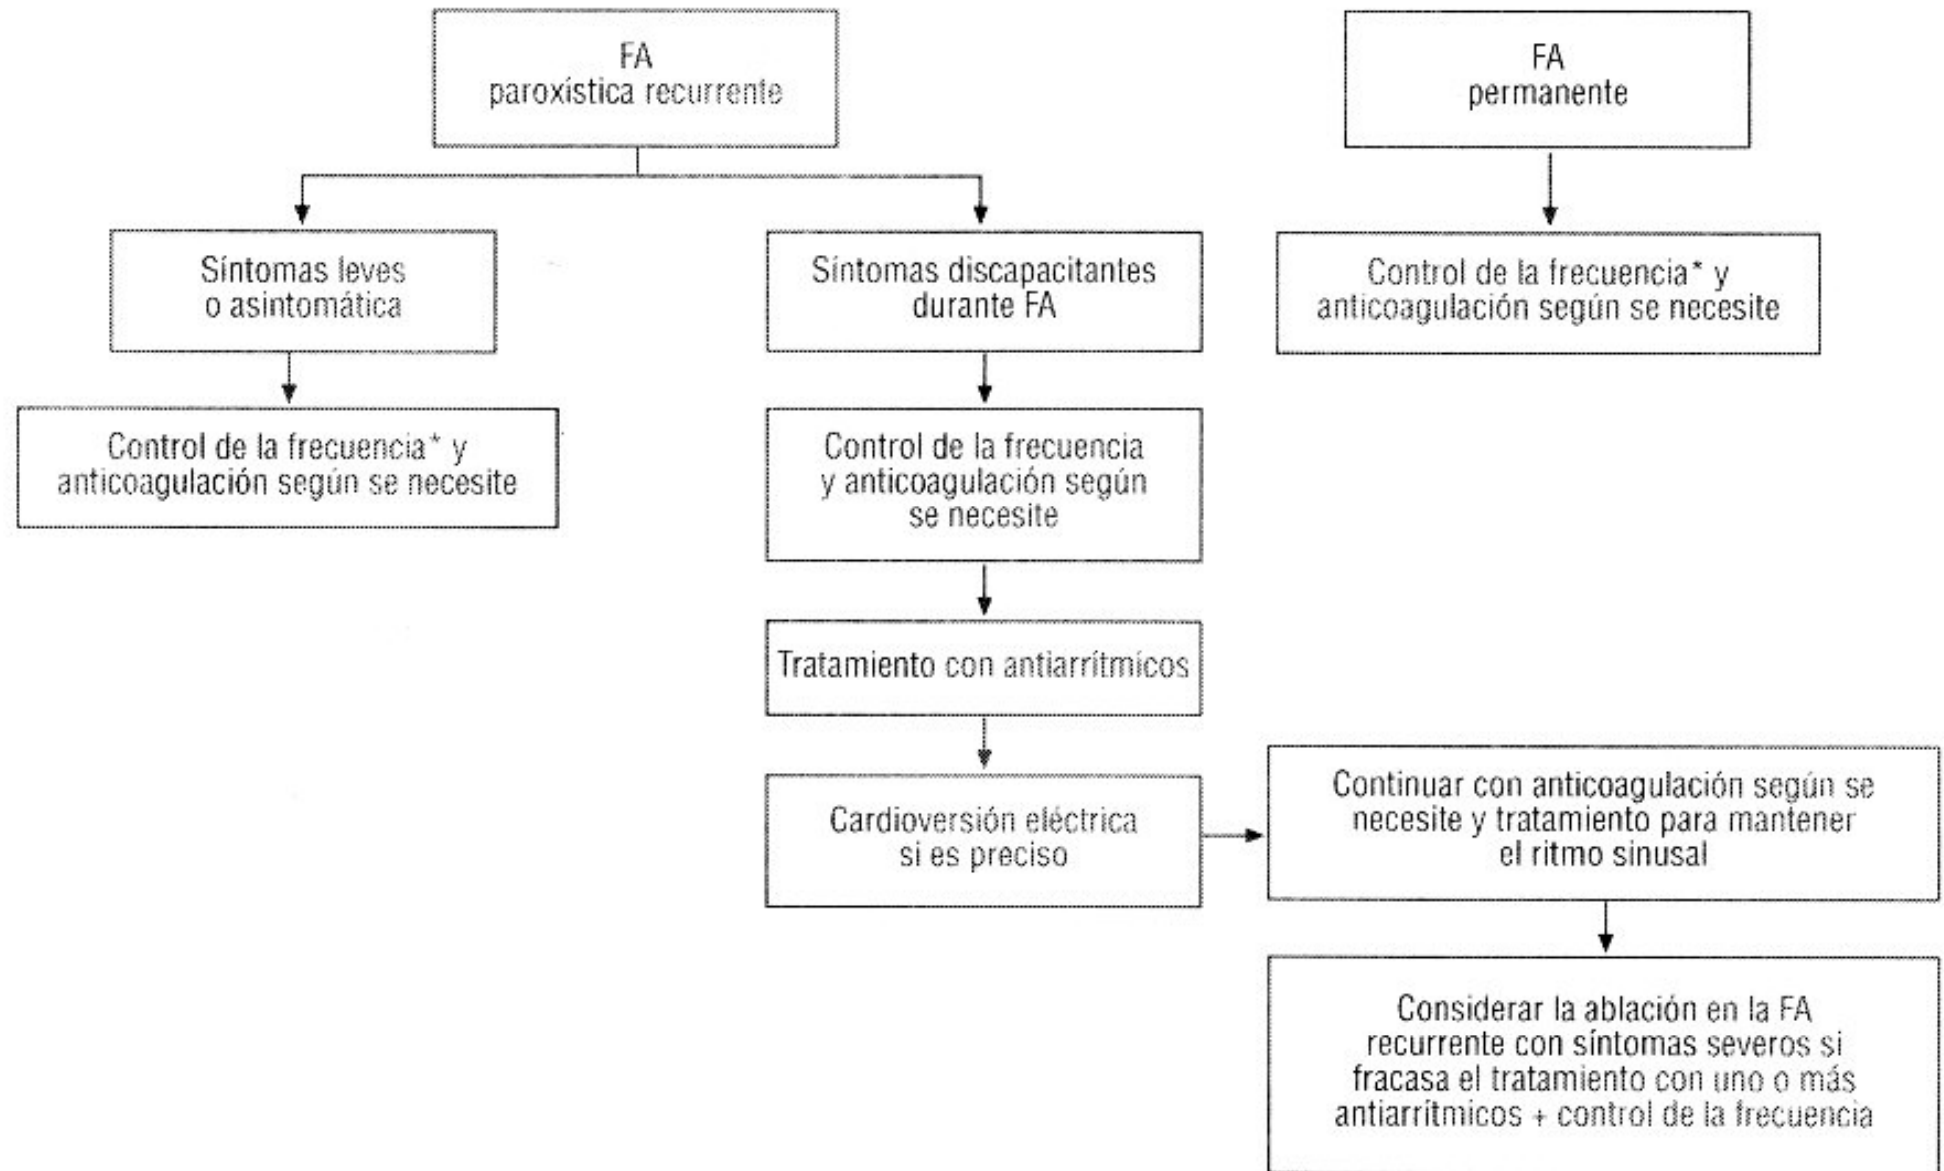 FA
paroxística recurrente
FA
permanente
Síntomas leves
o asintomática
Síntomas discapacitantes
durante FA
Control de la frecuencia* y
anticoagulación según se necesite
Control de la frecuencia* y
anticoagulación según se necesite
Control de la frecuencia
y anticoagulación según
se necesite
Tratamiento con antiarrítmicos
Cardioversión eléctrica
si es preciso
Continuar con anticoagulación según se
necesite y tratamiento para mantener
el ritmo sinusal
Considerar la ablación en la FA
recurrente con síntomas severos si
fracasa el tratamiento con uno o más
antiarrítmicos + control de la frecuencia